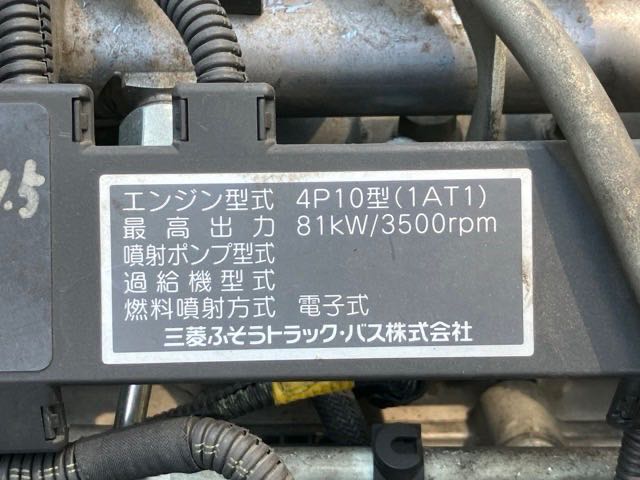 7.5
エンジン型式 4P10型(1AT1)
最高出力 81kW/3500rpm
噴射ポンプ型式
過給機型式
燃料噴射方式 電子式
三菱ふそうトラック・バス株式会社